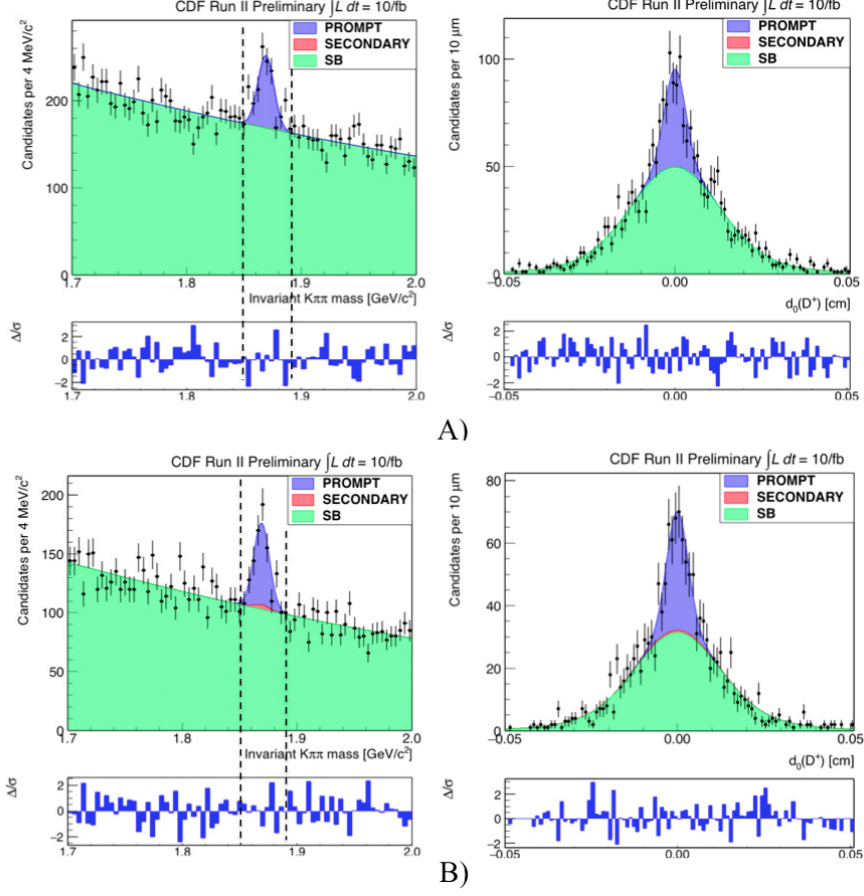 CDF Run II Preliminary ∫L dt = 10/fb
PROMPT
SECONDARY
SB
Candidates per 4 MeV/c²
200
100
0
1.7 1.8 1.9 2.0
Invariant Kππ mass [GeV/c²]
Δ/σ
2
0
−2
1.7 1.8 1.9 2.0
CDF Run II Preliminary ∫L dt = 10/fb
PROMPT
SECONDARY
SB
Candidates per 10 μm
100
50
0
−0.05 0.00 0.05
d₀(D⁺) [cm]
Δ/σ
2
0
−2
−0.05 0.00 0.05
A)
CDF Run II Preliminary ∫L dt = 10/fb
PROMPT
SECONDARY
SB
Candidates per 4 MeV/c²
200
150
100
50
0
1.7 1.8 1.9 2.0
Invariant Kππ mass [GeV/c²]
Δ/σ
2
0
−2
1.7 1.8 1.9 2.0
CDF Run II Preliminary ∫L dt = 10/fb
PROMPT
SECONDARY
SB
Candidates per 10 μm
80
60
40
20
0
−0.05 0.00 0.05
d₀(D⁺) [cm]
Δ/σ
2
0
−2
−0.05 0.00 0.05
B)